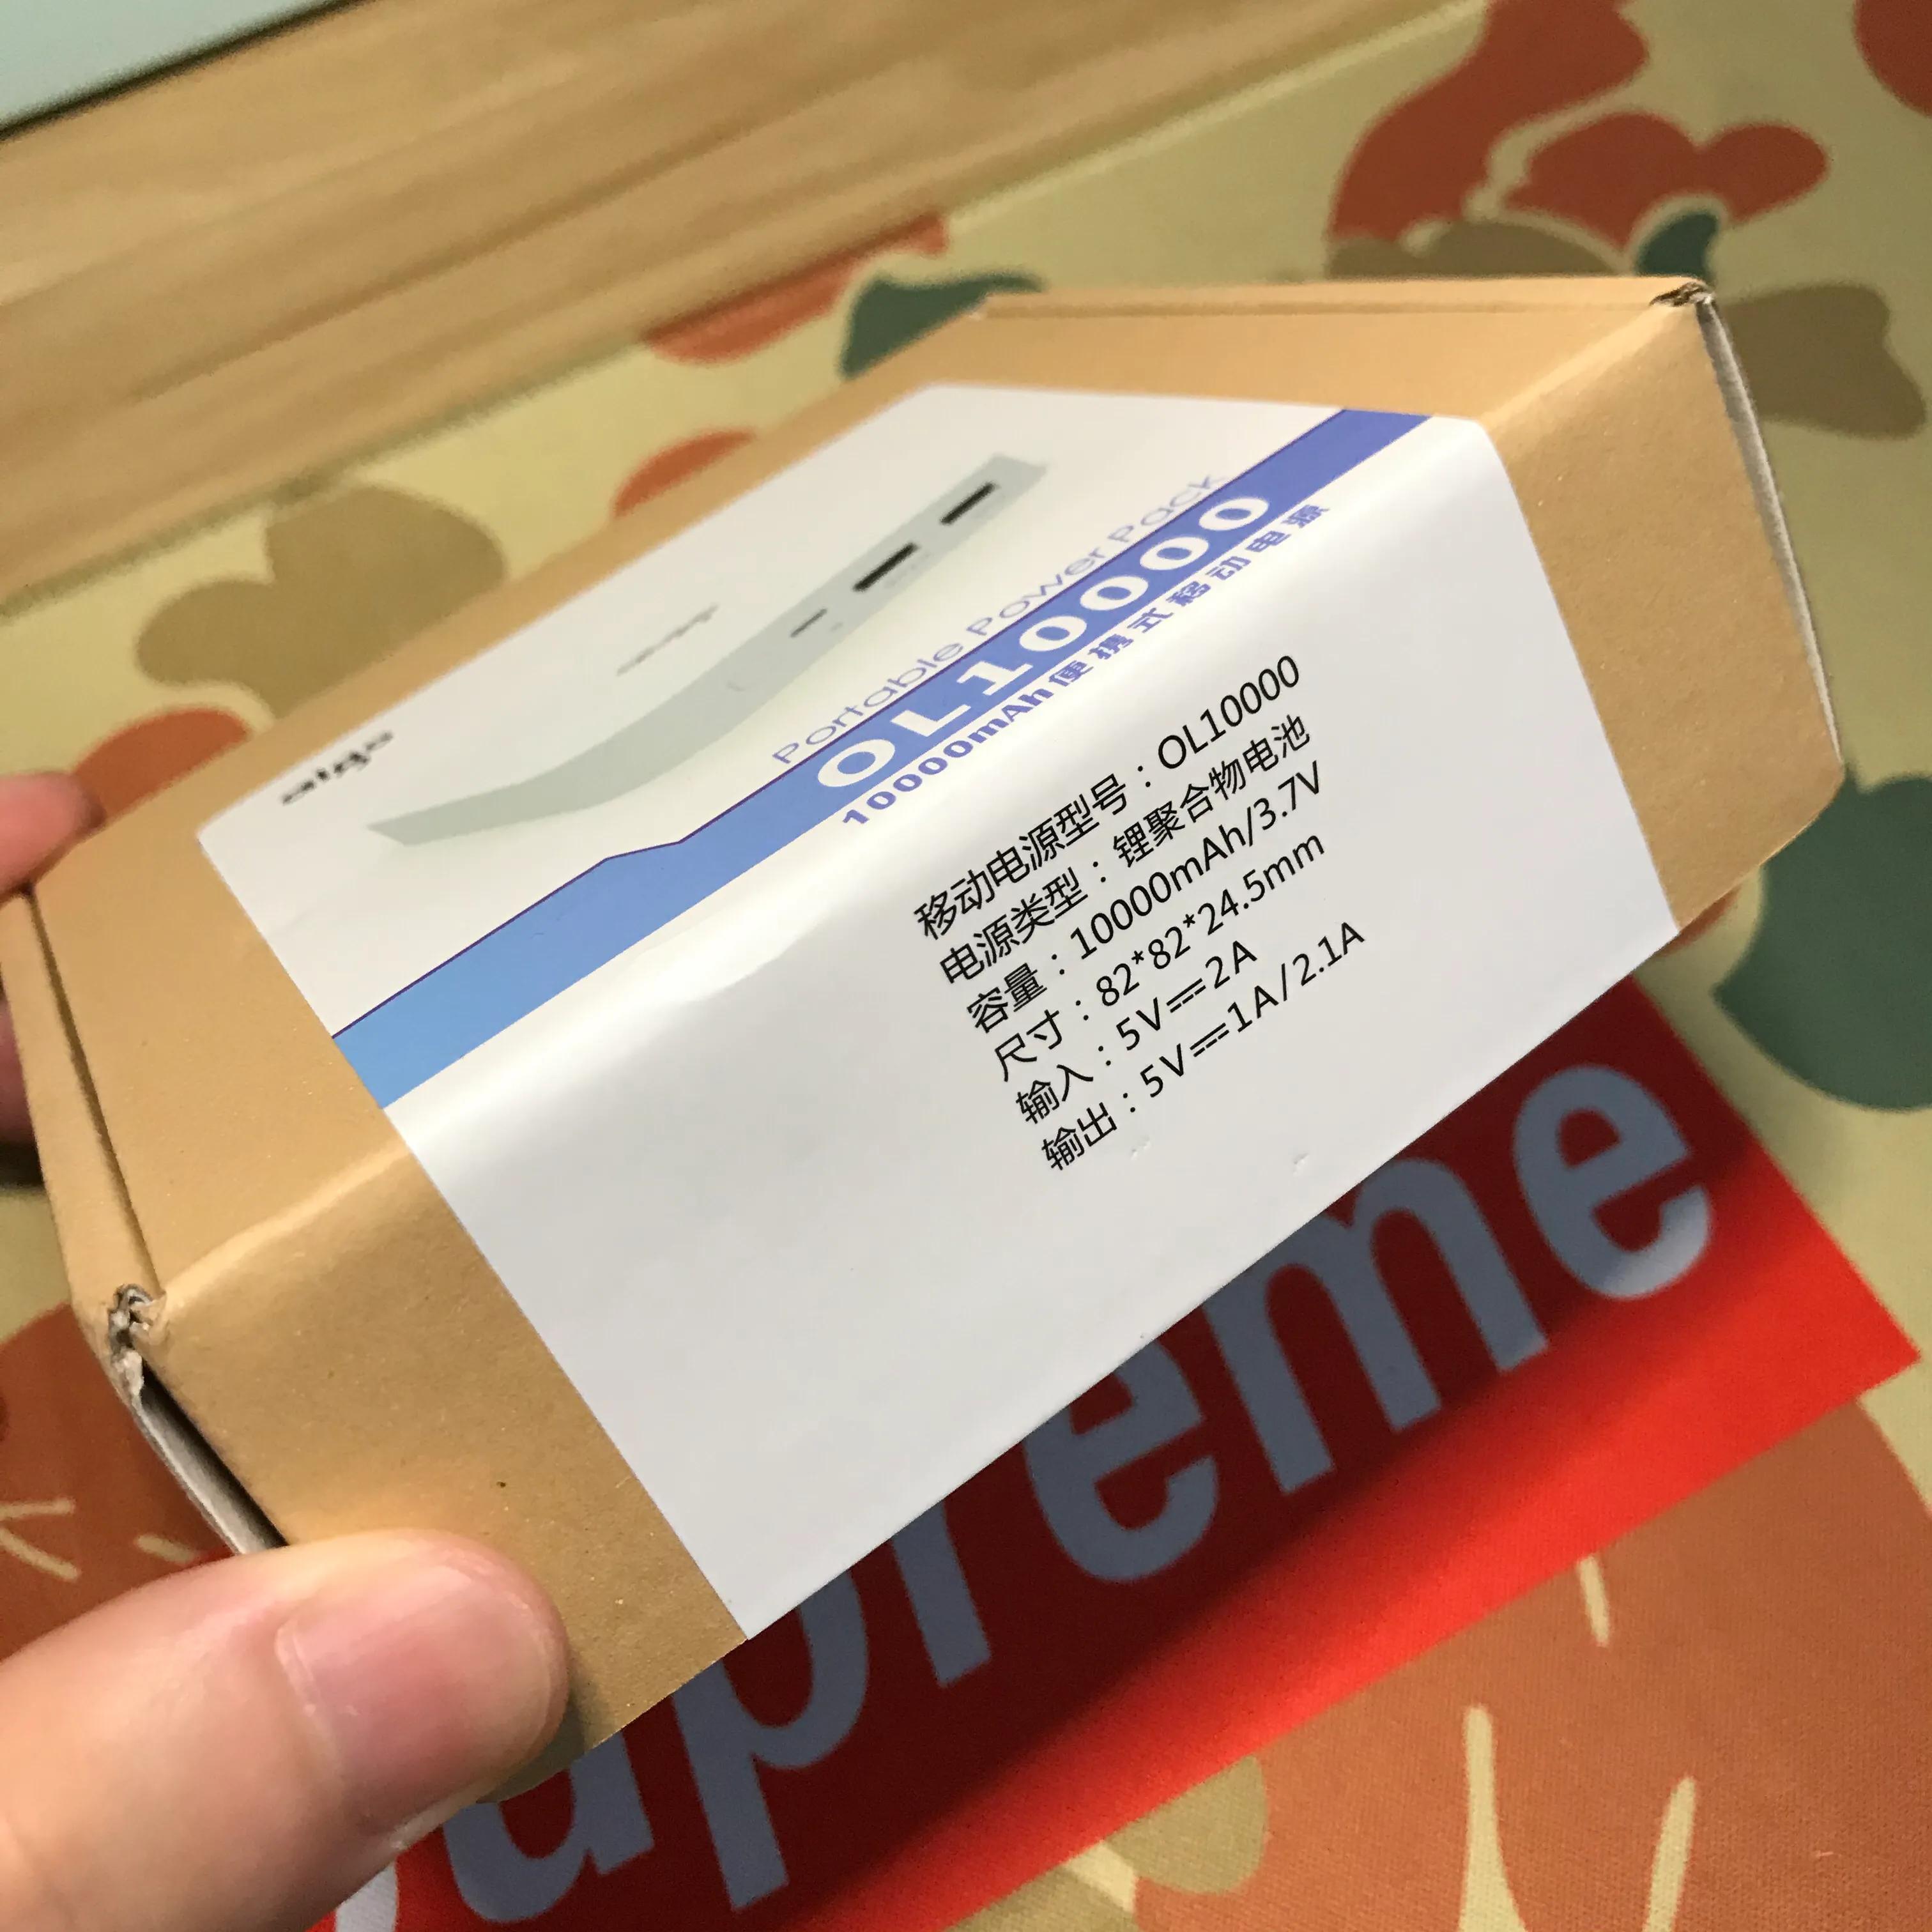 aigo
aigo
Portable Power Pack
OL10000
10000mAh便携式移动电源
移动电源型号：OL10000
电源类型：锂聚合物电池
容量：10000mAh/3.7V
尺寸：82*82*24.5mm
输入：5V⎓2A
输出：5V⎓1A/2.1A
upreme